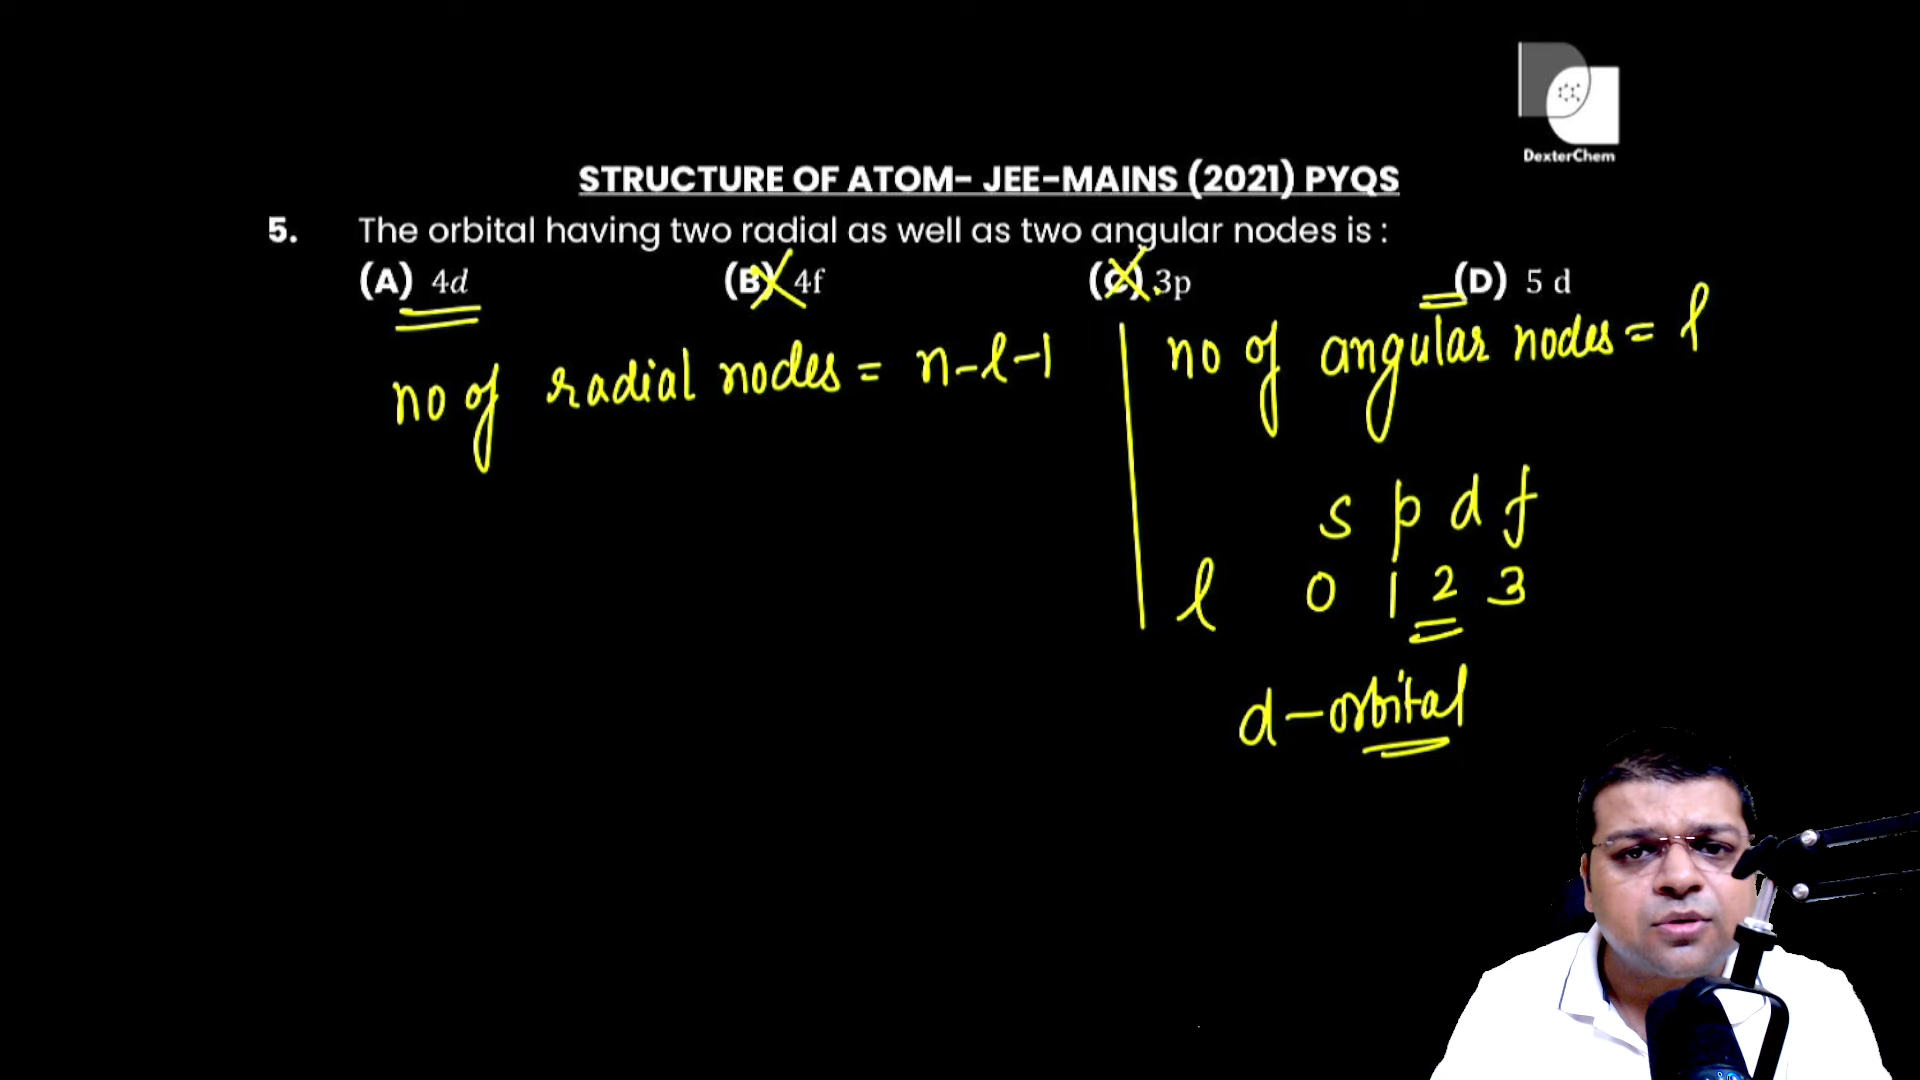 DexterChem
STRUCTURE OF ATOM- JEE-MAINS (2021) PYQS
5. The orbital having two radial as well as two angular nodes is :
(A) 4d (B) 4f (C) 3p (D) 5 d
no of radial nodes = n-l-1
no of angular nodes = l
s p d f
l 0 1 2 3
d-orbital